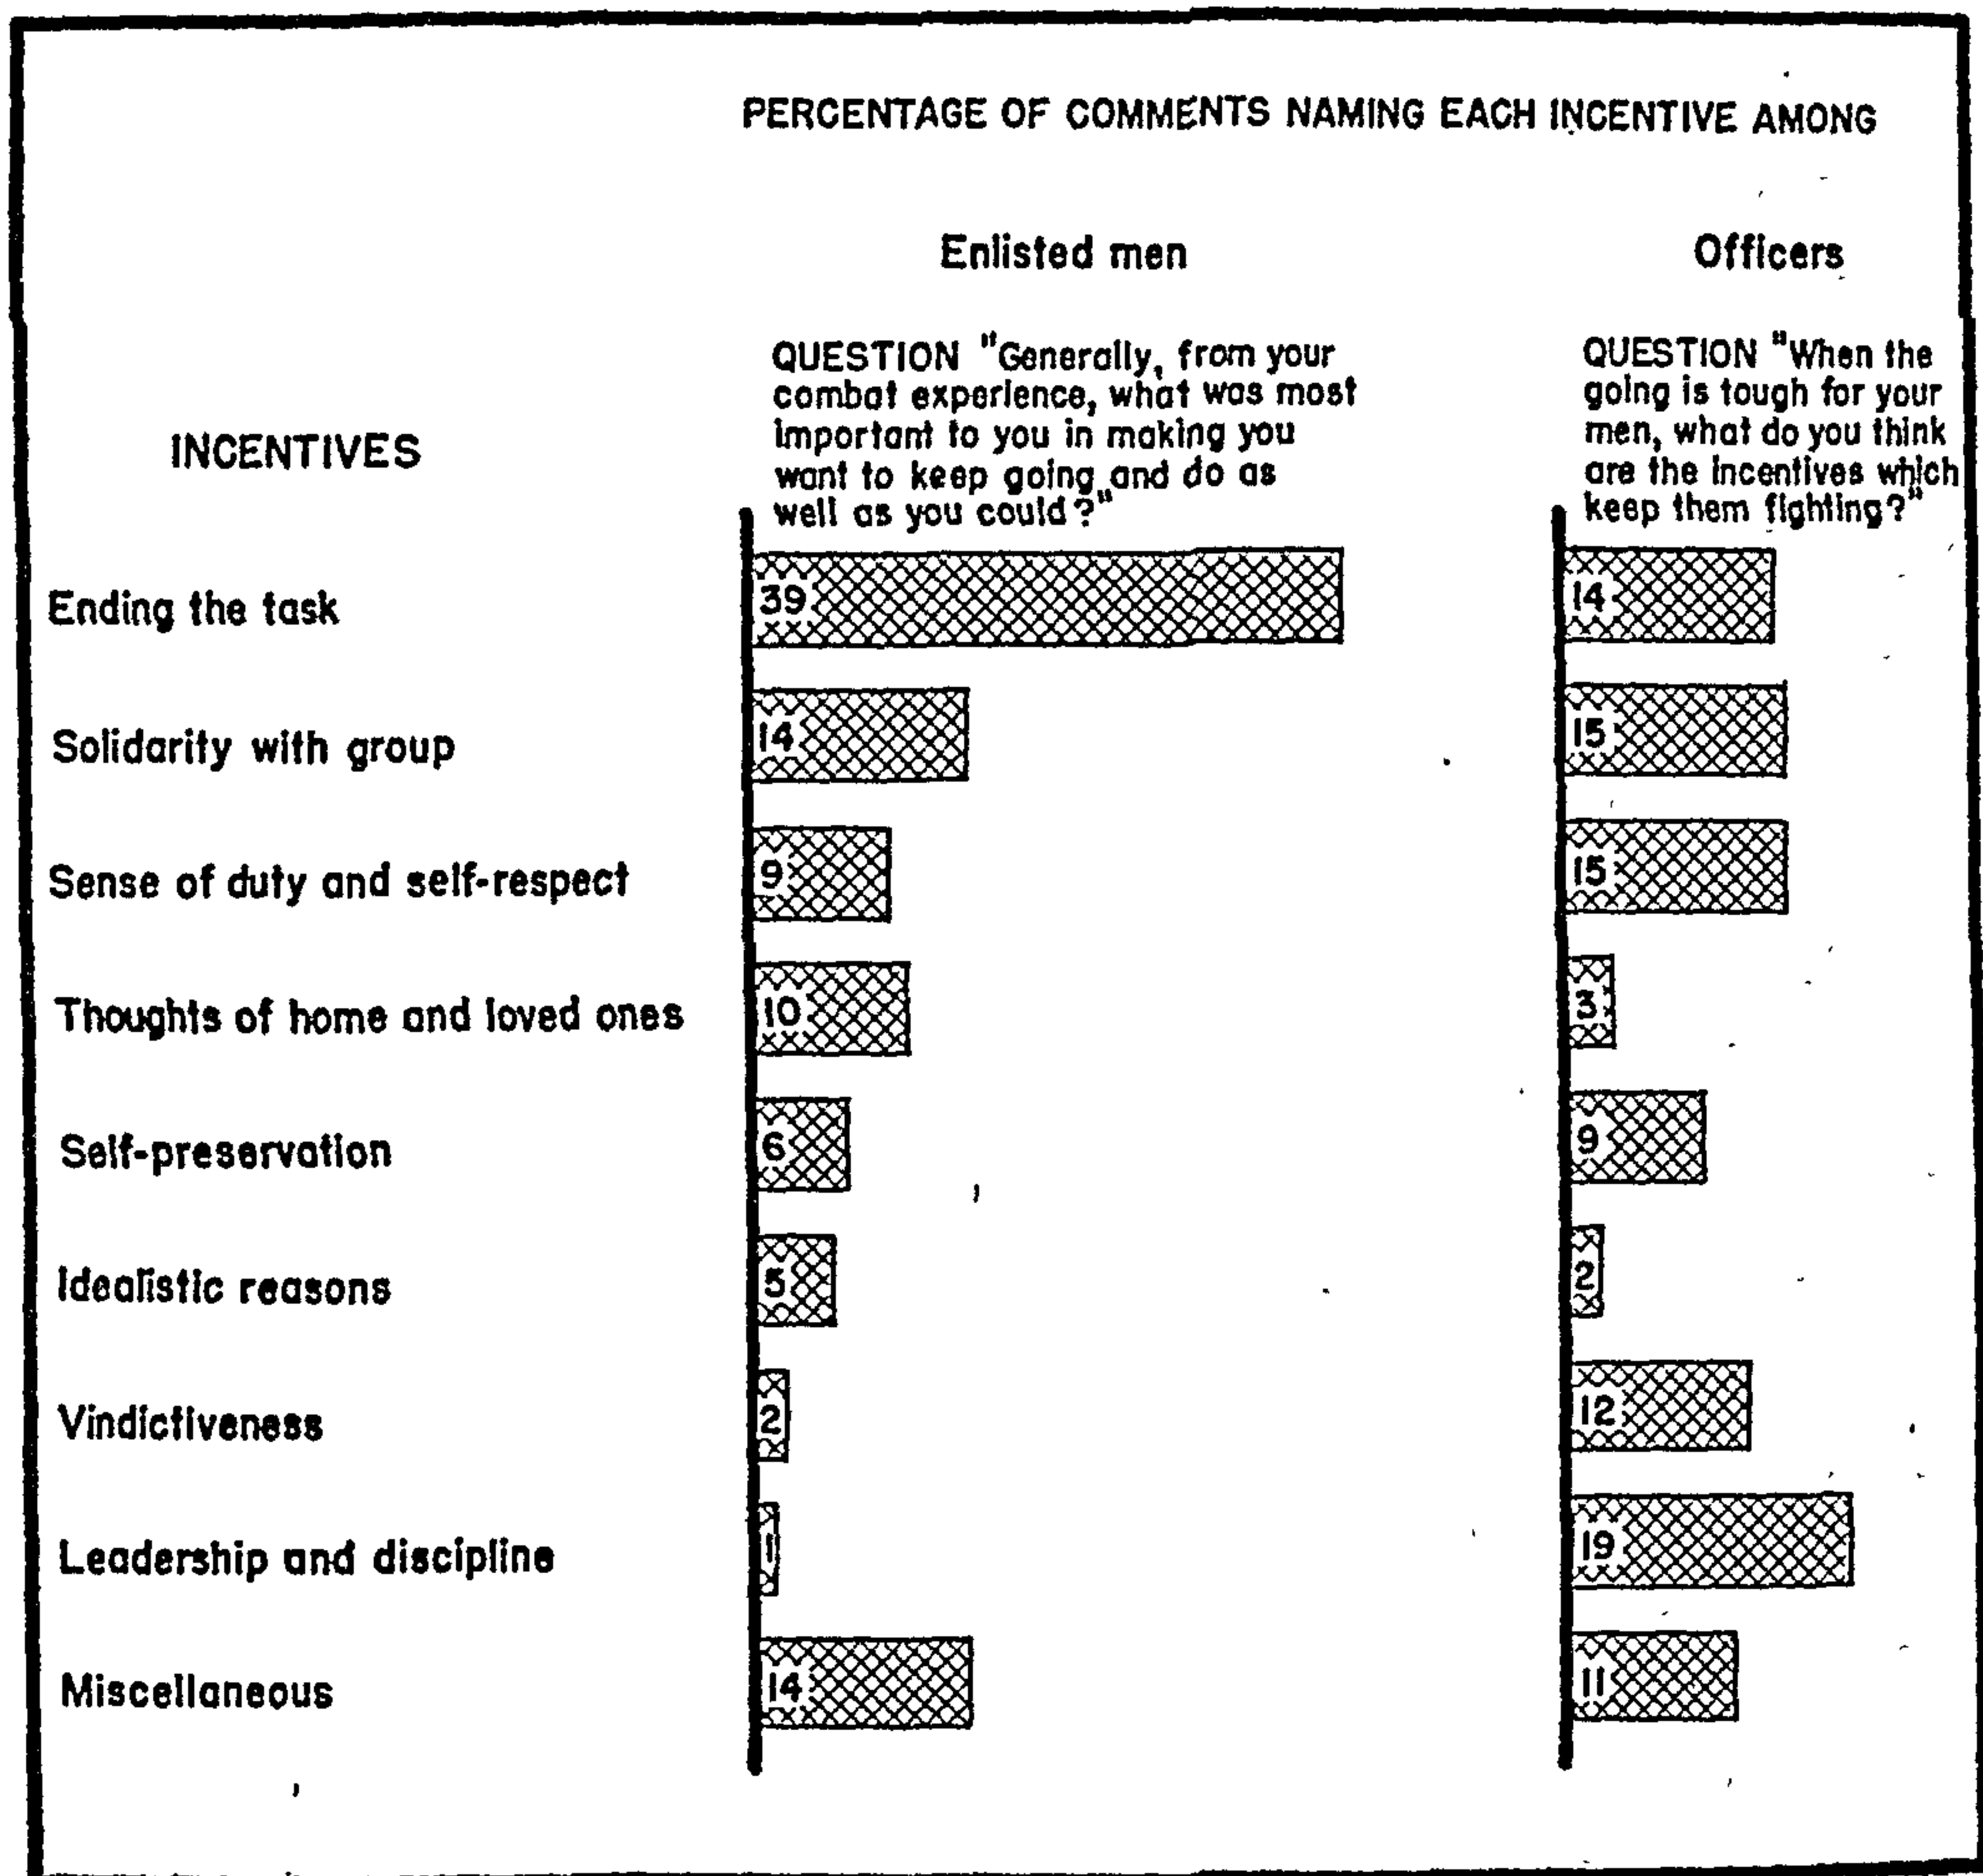 PERCENTAGE OF COMMENTS NAMING EACH INCENTIVE AMONG
Enlisted men
Officers
INCENTIVES
QUESTION "Generally, from your
combat experience, what was most
important to you in making you
want to keep going and do as
well as you could?"
QUESTION "When the
going is tough for your
men, what do you think
are the incentives which
keep them fighting?"
Ending the task 39 14
Solidarity with group 14 15
Sense of duty and self-respect 9 15
Thoughts of home and loved ones 10 3
Self-preservation 6 9
Idealistic reasons 5 2
Vindictiveness 2 12
Leadership and discipline 1 19
Miscellaneous 14 11